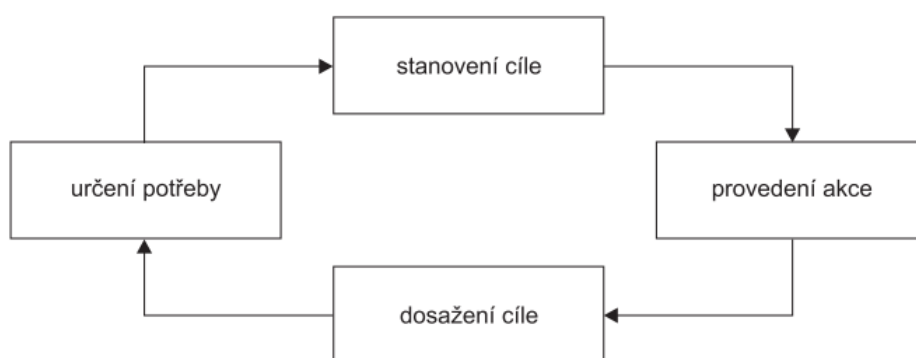 stanovení cíle
určení potřeby
provedení akce
dosažení cíle